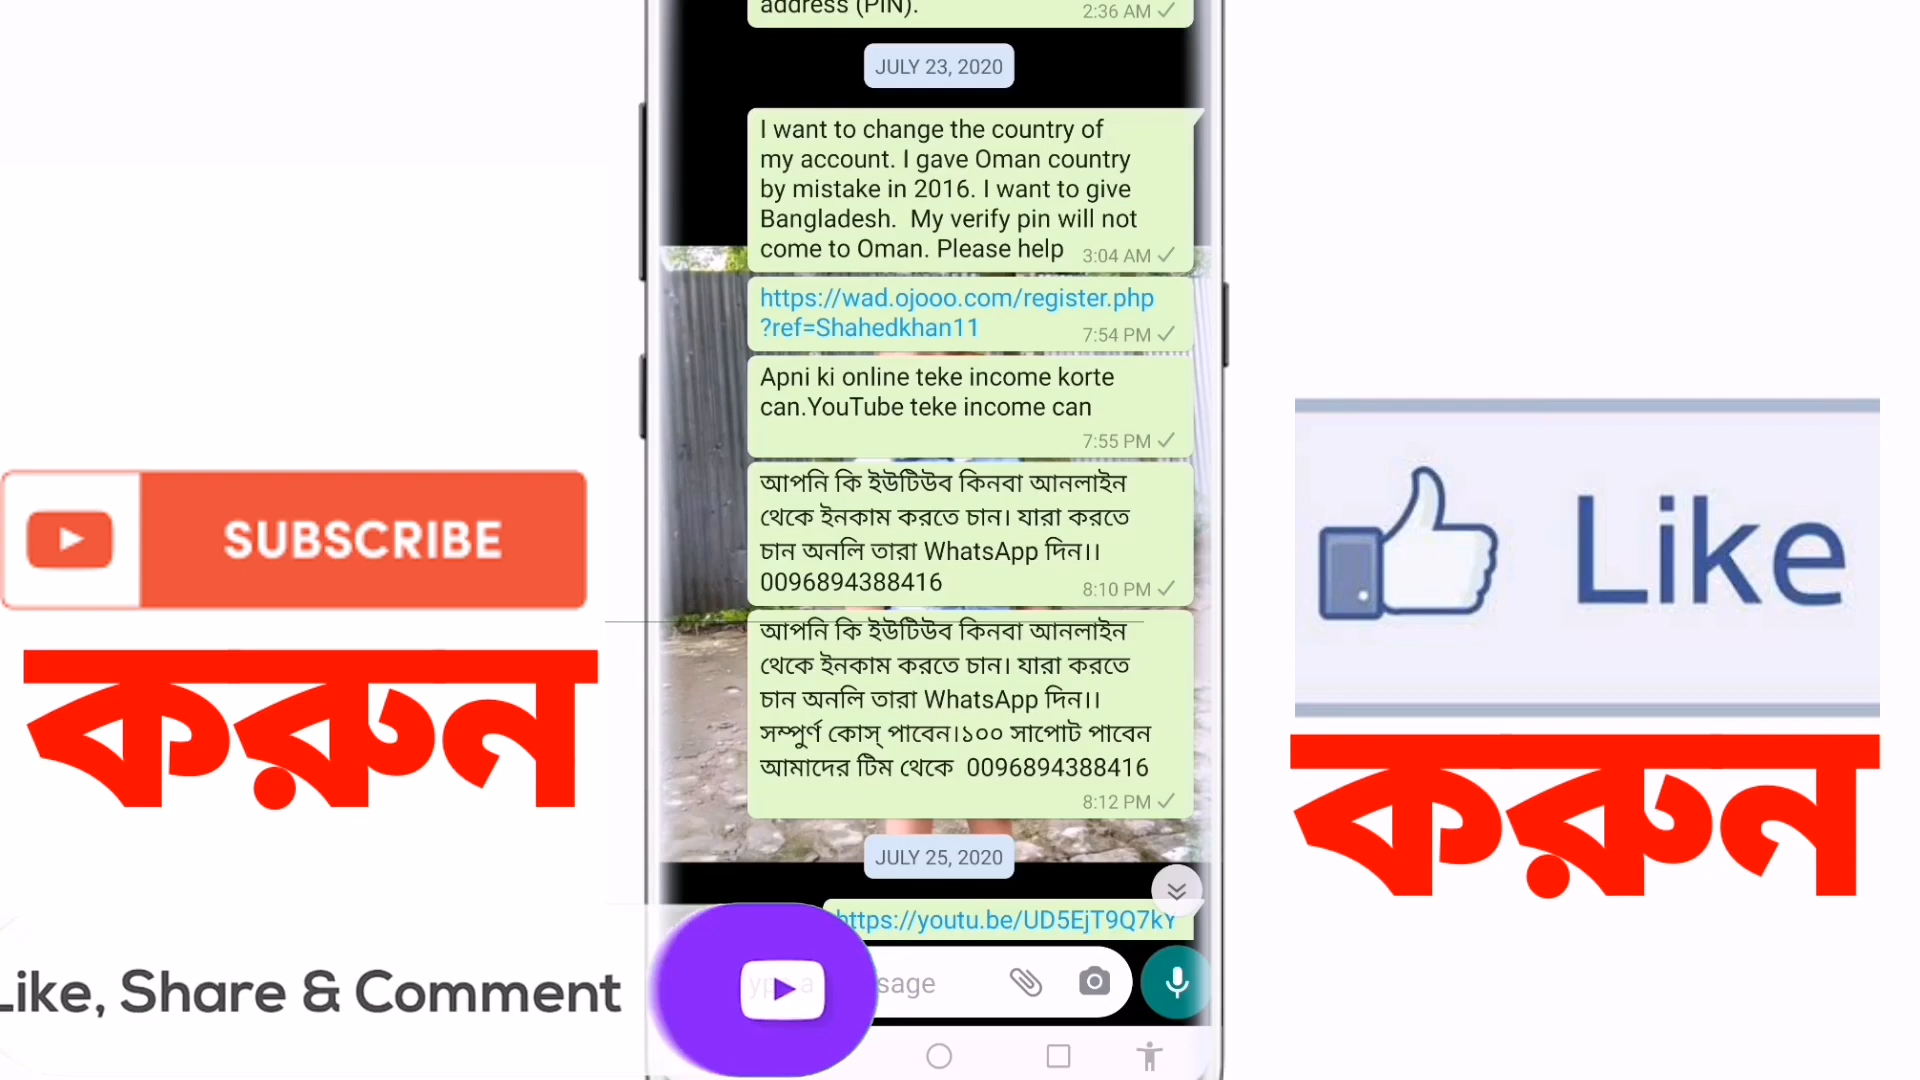 address (PIN).
2:36 AM
JULY 23, 2020
I want to change the country of
my account. I gave Oman country
by mistake in 2016. I want to give
Bangladesh.  My verify pin will not
come to Oman. Please help
3:04 AM
https://wad.ojooo.com/register.php
?ref=Shahedkhan11
7:54 PM
Apni ki online teke income korte
can.YouTube teke income can
7:55 PM
আপনি কি ইউটিউব কিনবা আনলাইন
থেকে ইনকাম করতে চান। যারা করতে
চান অনলি তারা WhatsApp দিন।।
0096894388416
8:10 PM
আপনি কি ইউটিউব কিনবা আনলাইন
থেকে ইনকাম করতে চান। যারা করতে
চান অনলি তারা WhatsApp দিন।।
সম্পুর্ণ কোস্ পাবেন।১০০ সাপোট পাবেন
আমাদের টিম থেকে  0096894388416
8:12 PM
JULY 25, 2020
https://youtu.be/UD5EjT9Q7kY
SUBSCRIBE
করুন
Like
করুন
Like, Share & Comment